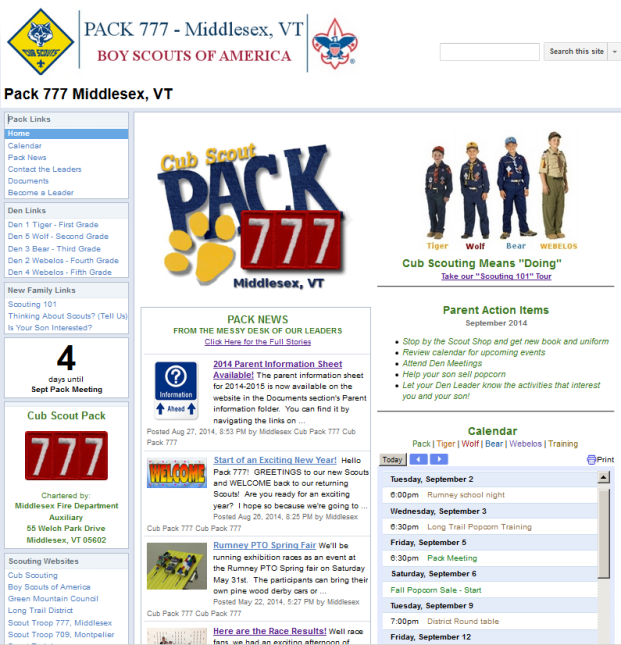 CUB SCOUTS
PACK 777 - Middlesex, VT
BOY SCOUTS OF AMERICA
Search this site
Pack 777 Middlesex, VT
Pack Links
Home
Calendar
Pack News
Contact the Leaders
Documents
Become a Leader
Den Links
Den 1 Tiger - First Grade
Den 5 Wolf - Second Grade
Den 3 Bear - Third Grade
Den 2 Webelos - Fourth Grade
Den 4 Webelos - Fifth Grade
New Family Links
Scouting 101
Thinking About Scouts? (Tell Us)
Is Your Son Interested?
4
days until
Sept Pack Meeting
Cub Scout Pack
777
Chartered by:
Middlesex Fire Department
Auxiliary
55 Welch Park Drive
Middlesex, VT 05602
Scouting Websites
Cub Scouting
Boy Scouts of America
Green Mountain Council
Long Trail District
Scout Troop 777, Middlesex
Scout Troop 709, Montpelier
Cub Scout
PACK
777
Middlesex, VT
PACK NEWS
FROM THE MESSY DESK OF OUR LEADERS
Click Here for the Full Stories
?
Information
Ahead
2014 Parent Information Sheet
Available! The parent information sheet
for 2014-2015 is now available on the
website in the Documents section's Parent
information folder. You can find it by
navigating the links on ...
Posted Aug 27, 2014, 8:53 PM by Middlesex Cub Pack 777 Cub
Pack 777
WELCOME
Start of an Exciting New Year! Hello
Pack 777! GREETINGS to our new Scouts
and WELCOME back to our returning
Scouts! Are you ready for an exciting
year? I hope so because we're going to ...
Posted Aug 26, 2014, 8:25 PM by Middlesex
Cub Pack 777 Cub Pack 777
Rumney PTO Spring Fair We'll be
running exhibition races as an event at
the Rumney PTO Spring fair on Saturday
May 31st. The participants can bring their
own pine wood derby cars or ...
Posted May 22, 2014, 5:27 PM by Middlesex
Cub Pack 777 Cub Pack 777
Here are the Race Results! Well race
fans, we had an exciting afternoon of
Tiger Wolf Bear WEBELOS
Cub Scouting Means "Doing"
Take our "Scouting 101" Tour
Parent Action Items
September 2014
Stop by the Scout Shop and get new book and uniform
Review calendar for upcoming events
Attend Den Meetings
Help your son sell popcorn
Let your Den Leader know the activities that interest
you and your son!
Calendar
Pack | Tiger | Wolf | Bear | Webelos | Training
Today Print
Tuesday, September 2
6:00pm Rumney school night
Wednesday, September 3
6:30pm Long Trail Popcorn Training
Friday, September 5
6:30pm Pack Meeting
Saturday, September 6
Fall Popcorn Sale - Start
Tuesday, September 9
7:00pm District Round table
Friday, September 12